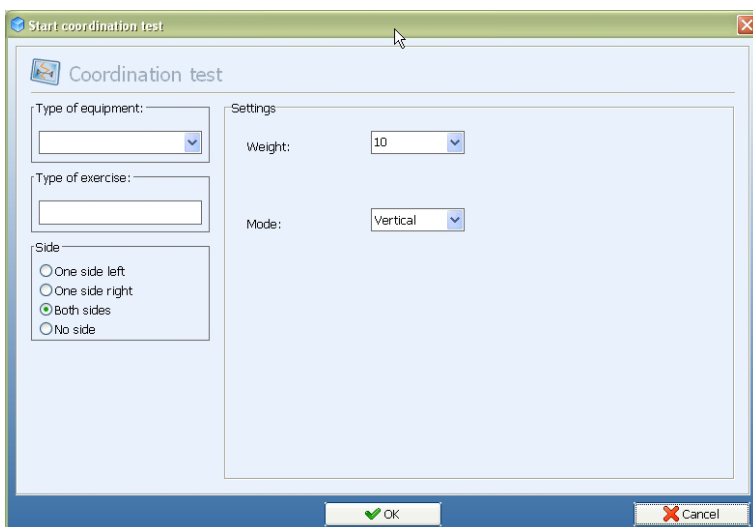 Start coordination test
Coordination test
Type of equipment:
Type of exercise:
Side
One side left
One side right
Both sides
No side
Settings
Weight:
10
Mode:
Vertical
OK
Cancel